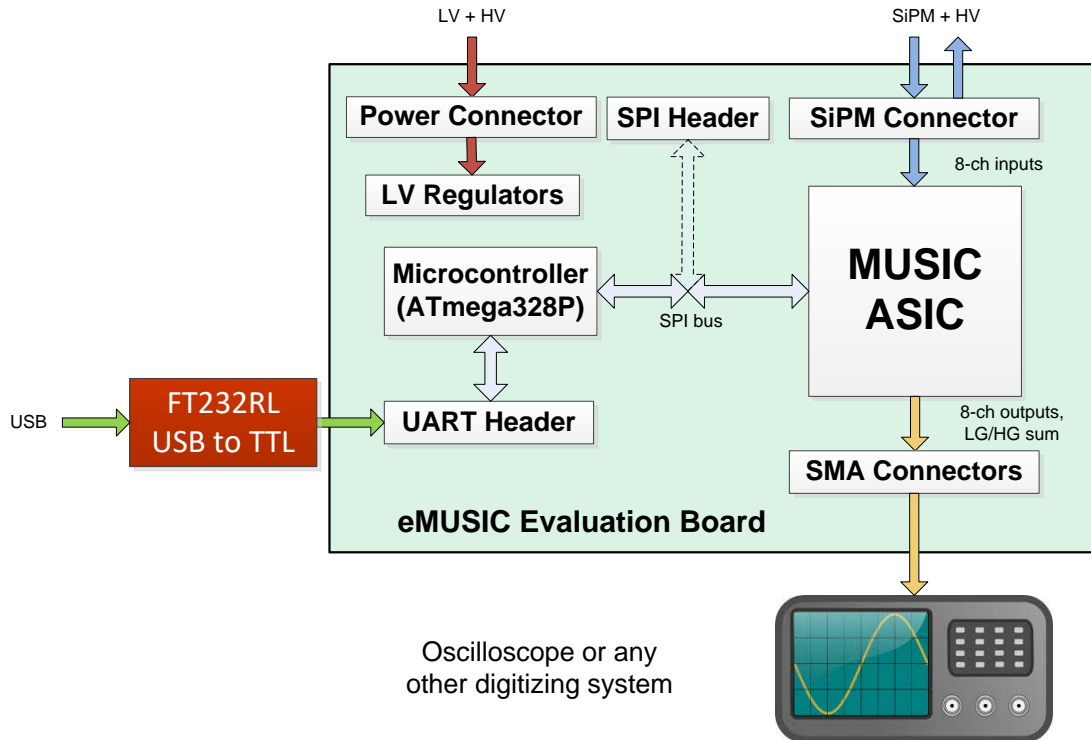 LV + HV
SiPM + HV
Power Connector
SPI Header
SiPM Connector
8-ch inputs
LV Regulators
Microcontroller
(ATmega328P)
MUSIC
ASIC
SPI bus
USB
FT232RL
USB to TTL
UART Header
8-ch outputs,
LG/HG sum
SMA Connectors
eMUSIC Evaluation Board
Oscilloscope or any
other digitizing system